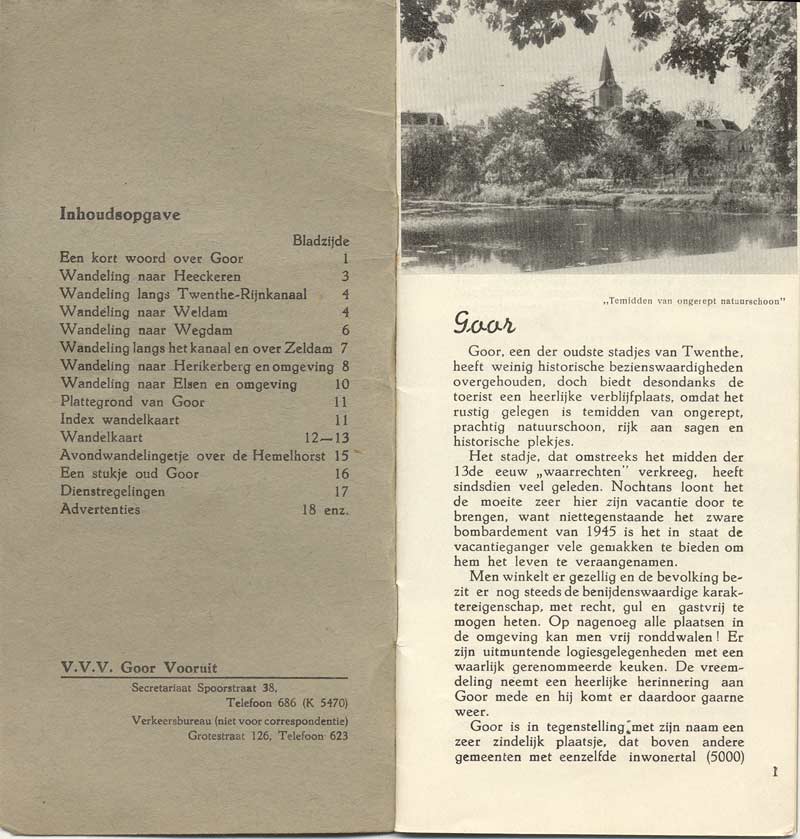 Inhoudsopgave
Bladzijde
Een kort woord over Goor 1
Wandeling naar Heeckeren 3
Wandeling langs Twenthe-Rijnkanaal 4
Wandeling naar Weldam 4
Wandeling naar Wegdam 6
Wandeling langs het kanaal en over Zeldam 7
Wandeling naar Herikerberg en omgeving 8
Wandeling naar Elsen en omgeving 10
Plattegrond van Goor 11
Index wandelkaart 11
Wandelkaart 12—13
Avondwandelingetje over de Hemelhorst 15
Een stukje oud Goor 16
Dienstregelingen 17
Advertenties 18 enz.
V.V.V. Goor Vooruit
Secretariaat Spoorstraat 38,
Telefoon 686 (K 5470)
Verkeersbureau (niet voor correspondentie)
Grotestraat 126, Telefoon 623
„Temidden van ongerept natuurschoon"
Goor
Goor, een der oudste stadjes van Twenthe,
heeft weinig historische bezienswaardigheden
overgehouden, doch biedt desondanks de
toerist een heerlijke verblijfplaats, omdat het
rustig gelegen is temidden van ongerept,
prachtig natuurschoon, rijk aan sagen en
historische plekjes.
Het stadje, dat omstreeks het midden der
13de eeuw „waarrechten" verkreeg, heeft
sindsdien veel geleden. Nochtans loont het
de moeite zeer hier zijn vacantie door te
brengen, want niettegenstaande het zware
bombardement van 1945 is het in staat de
vacantieganger vele gemakken te bieden om
hem het leven te veraangenamen.
Men winkelt er gezellig en de bevolking be-
zit er nog steeds de benijdenswaardige karak-
tereigenschap, met recht, gul en gastvrij te
mogen heten. Op nagenoeg alle plaatsen in
de omgeving kan men vrij ronddwalen! Er
zijn uitmuntende logiesgelegenheden met een
waarlijk gerenommeerde keuken. De vreem-
deling neemt een heerlijke herinnering aan
Goor mede en hij komt er daardoor gaarne
weer.
Goor is in tegenstelling met zijn naam een
zeer zindelijk plaatsje, dat boven andere
gemeenten met eenzelfde inwonertal (5000)
1